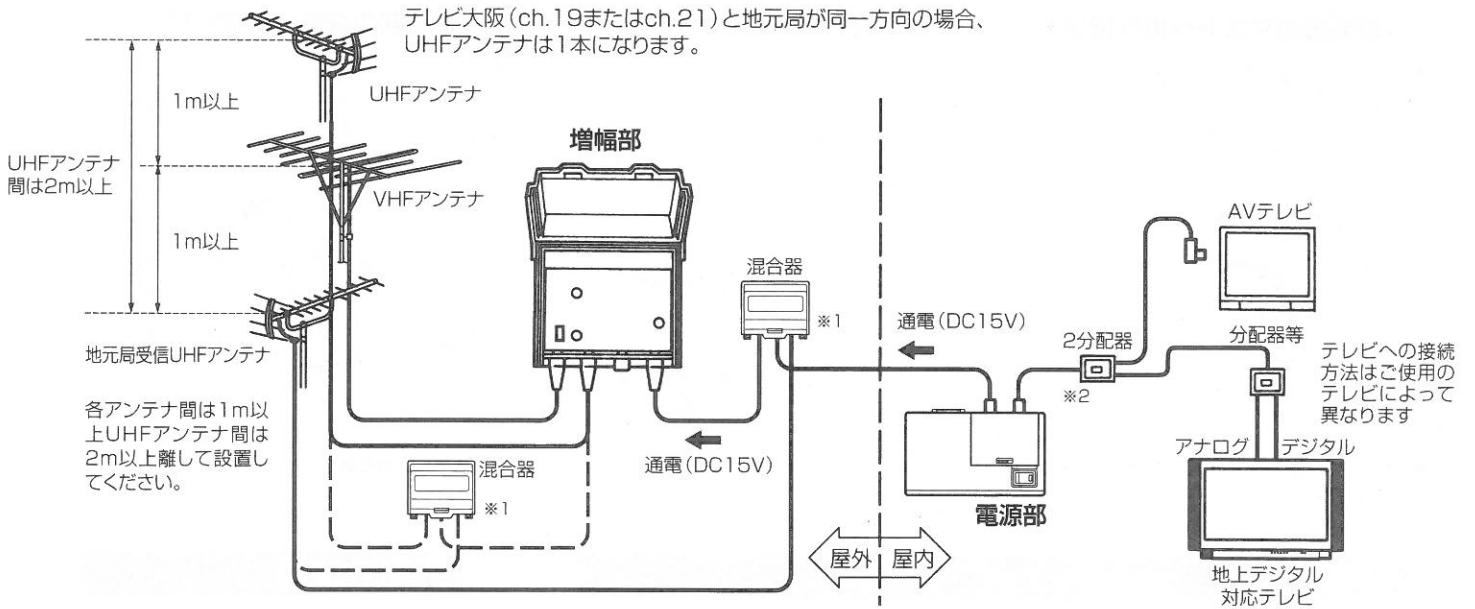 テレビ大阪（ch.19またはch.21）と地元局が同一方向の場合、
UHFアンテナは1本になります。
1m以上
UHFアンテナ
UHFアンテナ
間は2m以上
VHFアンテナ
1m以上
地元局受信UHFアンテナ
各アンテナ間は1m以
上UHFアンテナ間は
2m以上離して設置し
てください。
増幅部
混合器
※1
通電（DC15V）
混合器
※1
通電（DC15V）
2分配器
※2
AVテレビ
分配器等
テレビへの接続
方法はご使用の
テレビによって
異なります
アナログ
デジタル
電源部
屋外
屋内
地上デジタル
対応テレビ